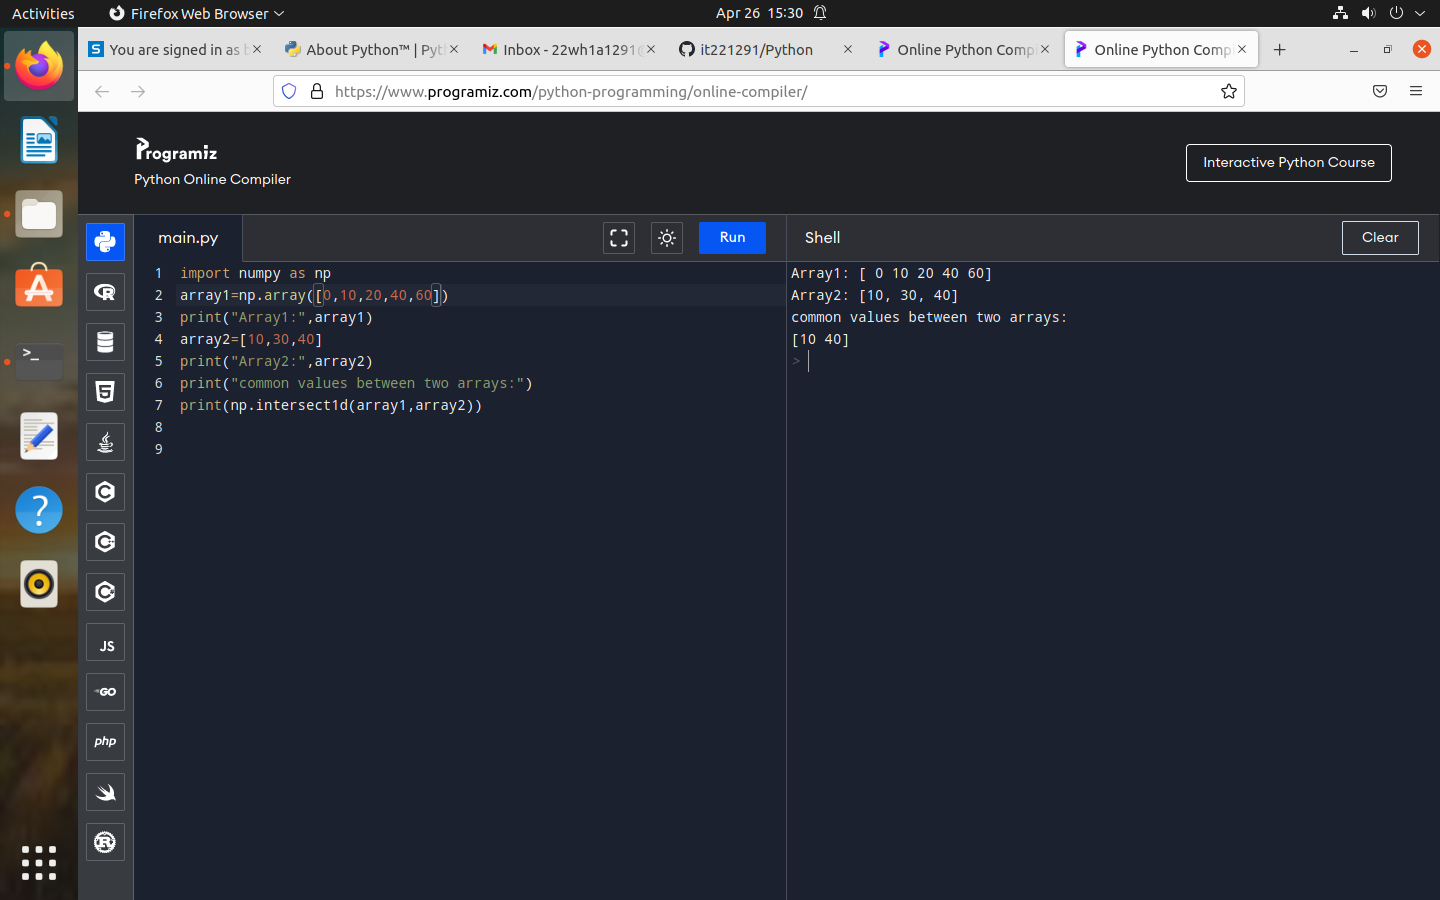 Activities
Firefox Web Browser
Apr 26 15:30
You are signed in as b
About Python™ | Pyt
Inbox - 22wh1a1291@
it221291/Python
Online Python Comp
Online Python Comp
https://www.programiz.com/python-programming/online-compiler/
Programiz
Python Online Compiler
Interactive Python Course
main.py
Run
Shell
Clear
1 import numpy as np
2 array1=np.array([0,10,20,40,60])
3 print("Array1:",array1)
4 array2=[10,30,40]
5 print("Array2:",array2)
6 print("common values between two arrays:")
7 print(np.intersect1d(array1,array2))
8
9
Array1: [ 0 10 20 40 60]
Array2: [10, 30, 40]
common values between two arrays:
[10 40]
>
R
5
C
C
C
JS
GO
php
R
S
A
>_
?